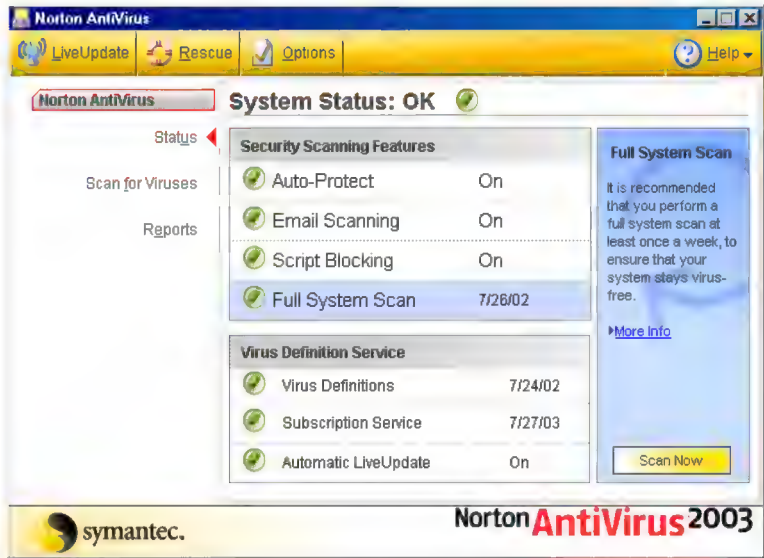 Norton AntiVirus
LiveUpdate Rescue Options Help
Norton AntiVirus
Status
Scan for Viruses
Reports
System Status: OK
Security Scanning Features
Auto-Protect On
Email Scanning On
Script Blocking On
Full System Scan 7/26/02
Virus Definition Service
Virus Definitions 7/24/02
Subscription Service 7/27/03
Automatic LiveUpdate On
Full System Scan
It is recommended
that you perform a
full system scan at
least once a week, to
ensure that your
system stays virus-
free.
More Info
Scan Now
symantec.
Norton AntiVirus 2003